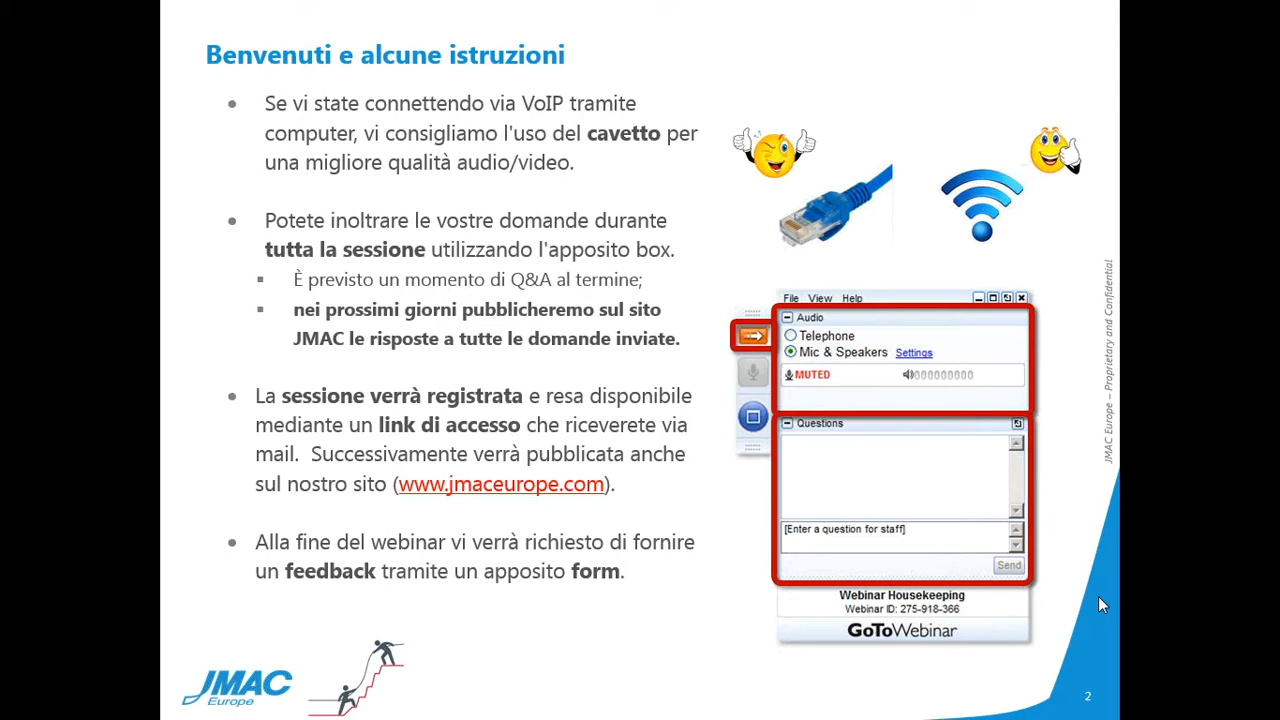 Benvenuti e alcune istruzioni
• Se vi state connettendo via VoIP tramite
computer, vi consigliamo l'uso del cavetto per
una migliore qualità audio/video.
• Potete inoltrare le vostre domande durante
tutta la sessione utilizzando l'apposito box.
▪ È previsto un momento di Q&A al termine;
▪ nei prossimi giorni pubblicheremo sul sito
JMAC le risposte a tutte le domande inviate.
• La sessione verrà registrata e resa disponibile
mediante un link di accesso che riceverete via
mail. Successivamente verrà pubblicata anche
sul nostro sito (www.jmaceurope.com).
• Alla fine del webinar vi verrà richiesto di fornire
un feedback tramite un apposito form.
File View Help
Audio
Telephone
Mic & Speakers Settings
MUTED 000000000
Questions
[Enter a question for staff]
Send
Webinar Housekeeping
Webinar ID: 275-918-366
GoToWebinar
JMAC Europe – Proprietary and Confidential
JMAC
Europe
2